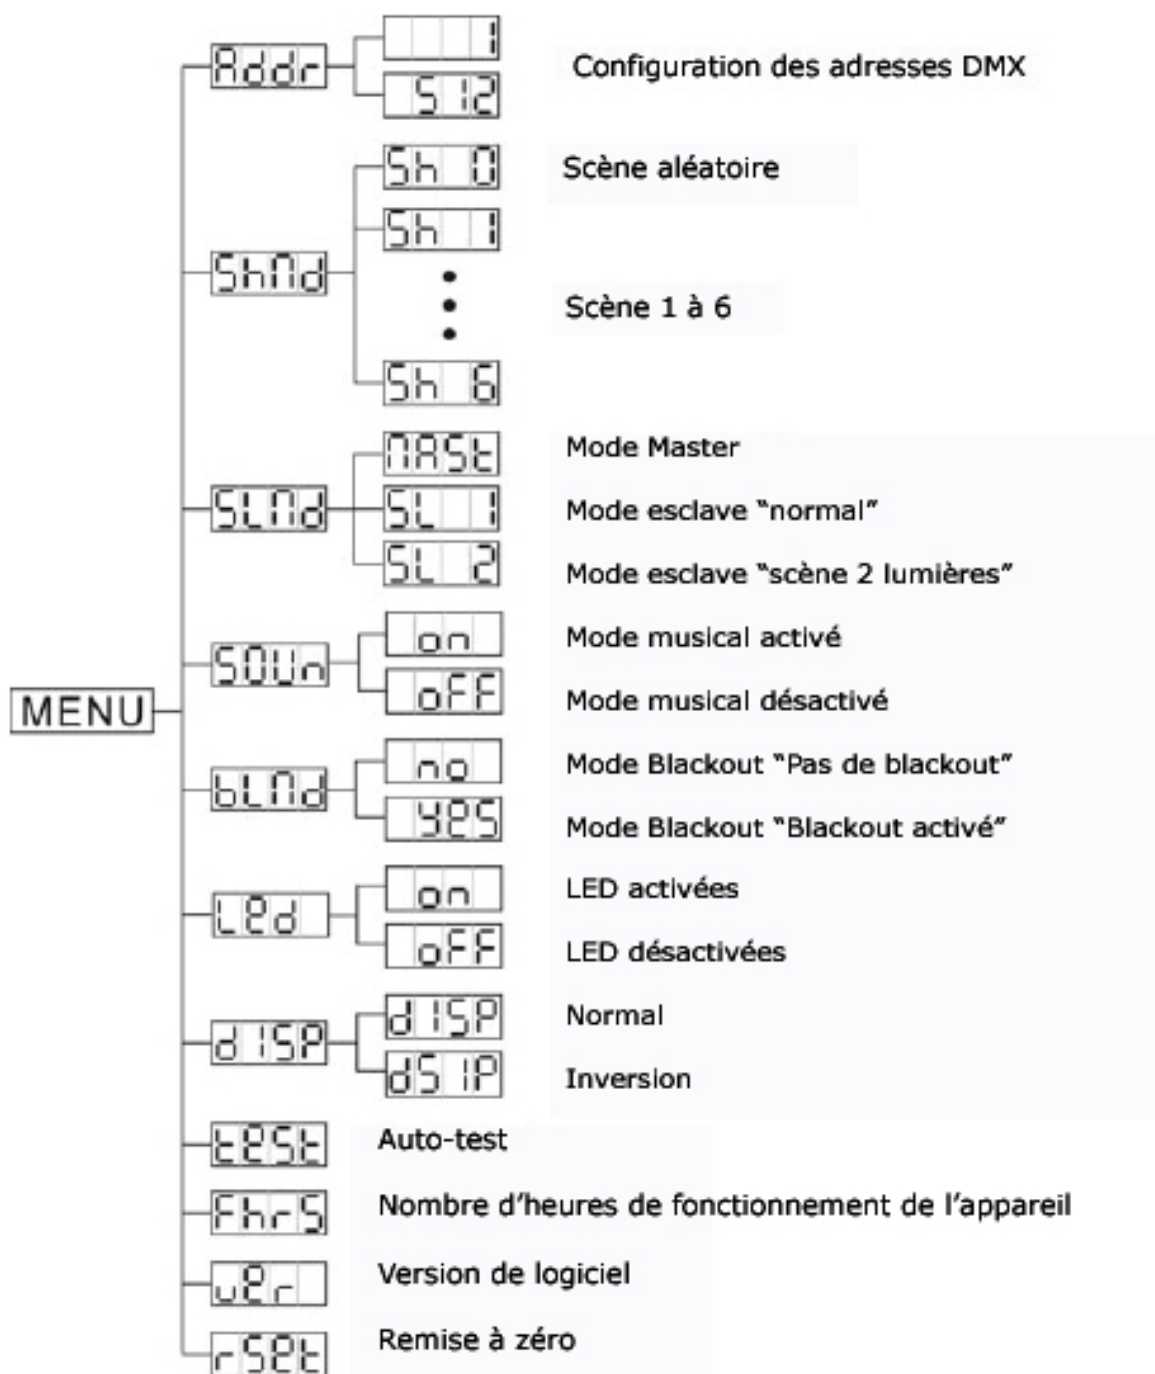 1
Addr
512
Configuration des adresses DMX
Sh 0
Scène aléatoire
Sh 1
ShMd
Scène 1 à 6
Sh 6
MASt
Mode Master
SLMd
SL 1
Mode esclave “normal”
SL 2
Mode esclave “scène 2 lumières”
on
Mode musical activé
SOUn
oFF
Mode musical désactivé
MENU
no
Mode Blackout “Pas de blackout”
bLMd
yes
Mode Blackout “Blackout activé”
on
LED activées
Led
oFF
LED désactivées
dISP
Normal
dISP
dSIP
Inversion
test
Auto-test
FhrS
Nombre d’heures de fonctionnement de l’appareil
ver
Version de logiciel
rSet
Remise à zéro